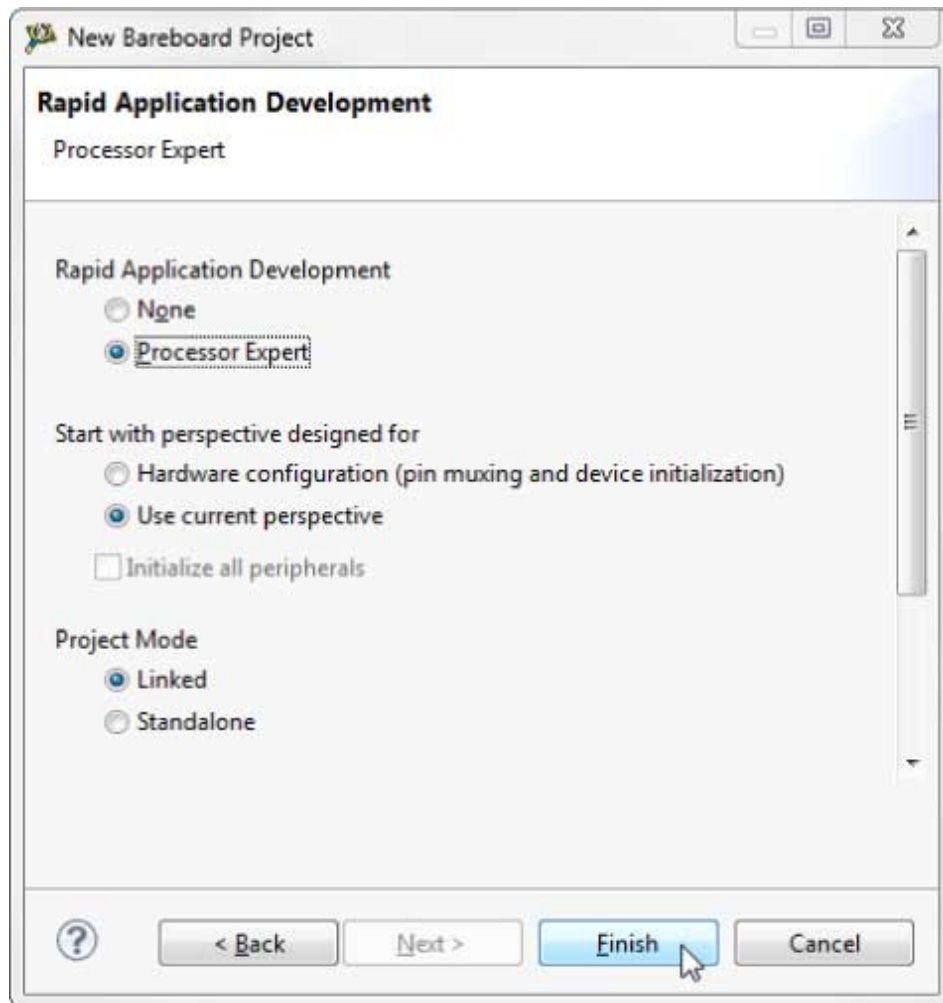 New Bareboard Project
Rapid Application Development
Processor Expert
Rapid Application Development
None
Processor Expert
Start with perspective designed for
Hardware configuration (pin muxing and device initialization)
Use current perspective
Initialize all peripherals
Project Mode
Linked
Standalone
? < Back Next > Finish Cancel